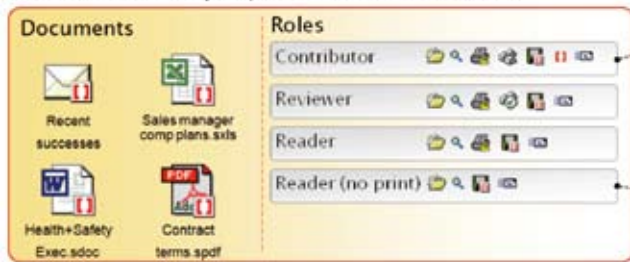 Documents
Recent
successes
Sales manager
comp plans.sxls
Health+Safety
Exec.sdoc
PDF
Contract
terms.spdf
Roles
Contributor
Reviewer
Reader
Reader (no print)